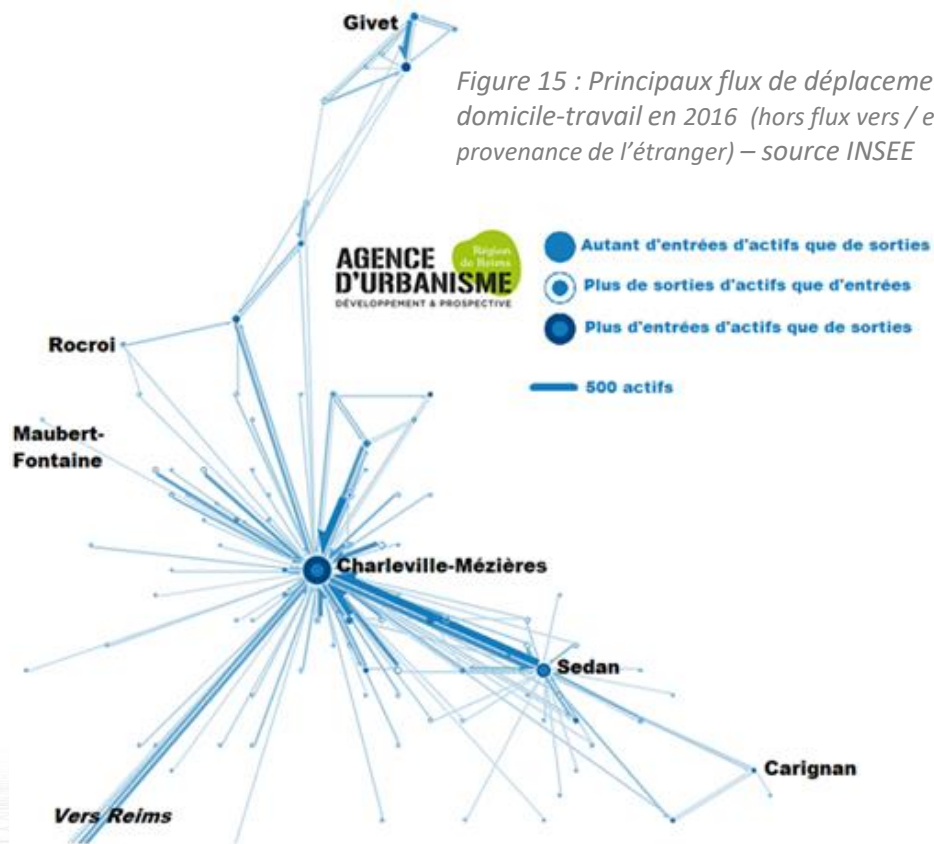 Givet
Figure 15 : Principaux flux de déplaceme
domicile-travail en 2016 (hors flux vers / e
provenance de l'étranger) – source INSEE
AGENCE
D'URBANISME
DÉVELOPPEMENT & PROSPECTIVE
Région
de Reims
Autant d'entrées d'actifs que de sorties
Plus de sorties d'actifs que d'entrées
Plus d'entrées d'actifs que de sorties
500 actifs
Rocroi
Maubert-
Fontaine
Charleville-Mézières
Sedan
Carignan
Vers Reims